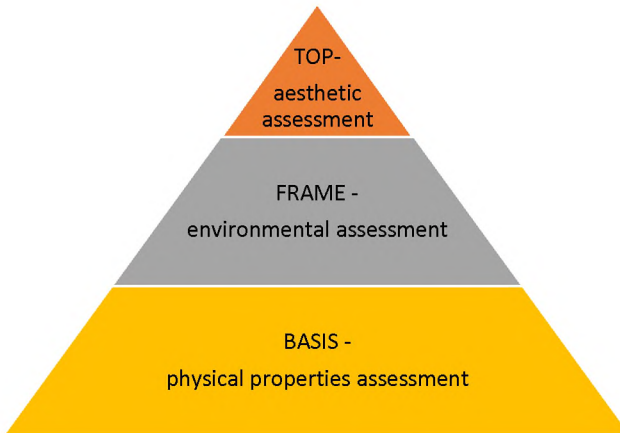 TOP-
aesthetic
assessment
FRAME -
environmental assessment
BASIS -
physical properties assessment